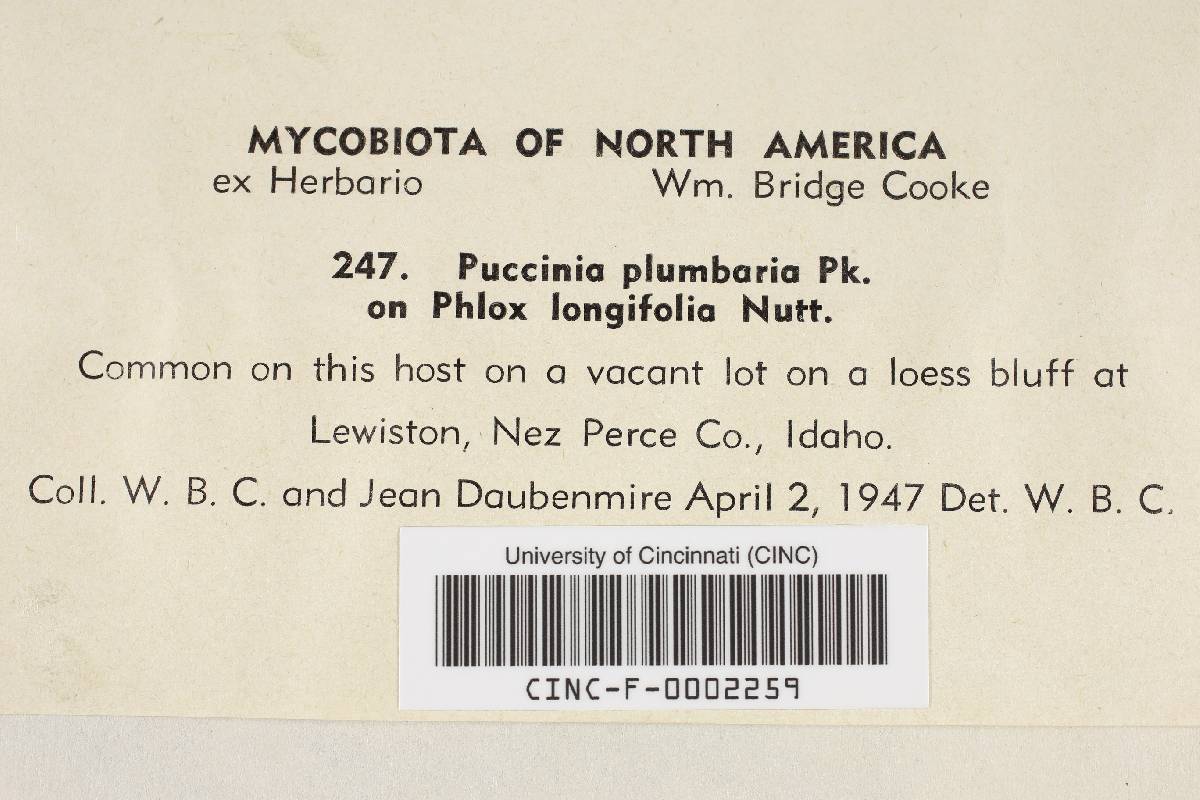 MYCOBIOTA OF NORTH AMERICA
ex Herbario Wm. Bridge Cooke
247. Puccinia plumbaria Pk.
on Phlox longifolia Nutt.
Common on this host on a vacant lot on a loess bluff at
Lewiston, Nez Perce Co., Idaho.
Coll. W. B. C. and Jean Daubenmire April 2, 1947 Det. W. B. C.
University of Cincinnati (CINC)
CINC-F-0002259